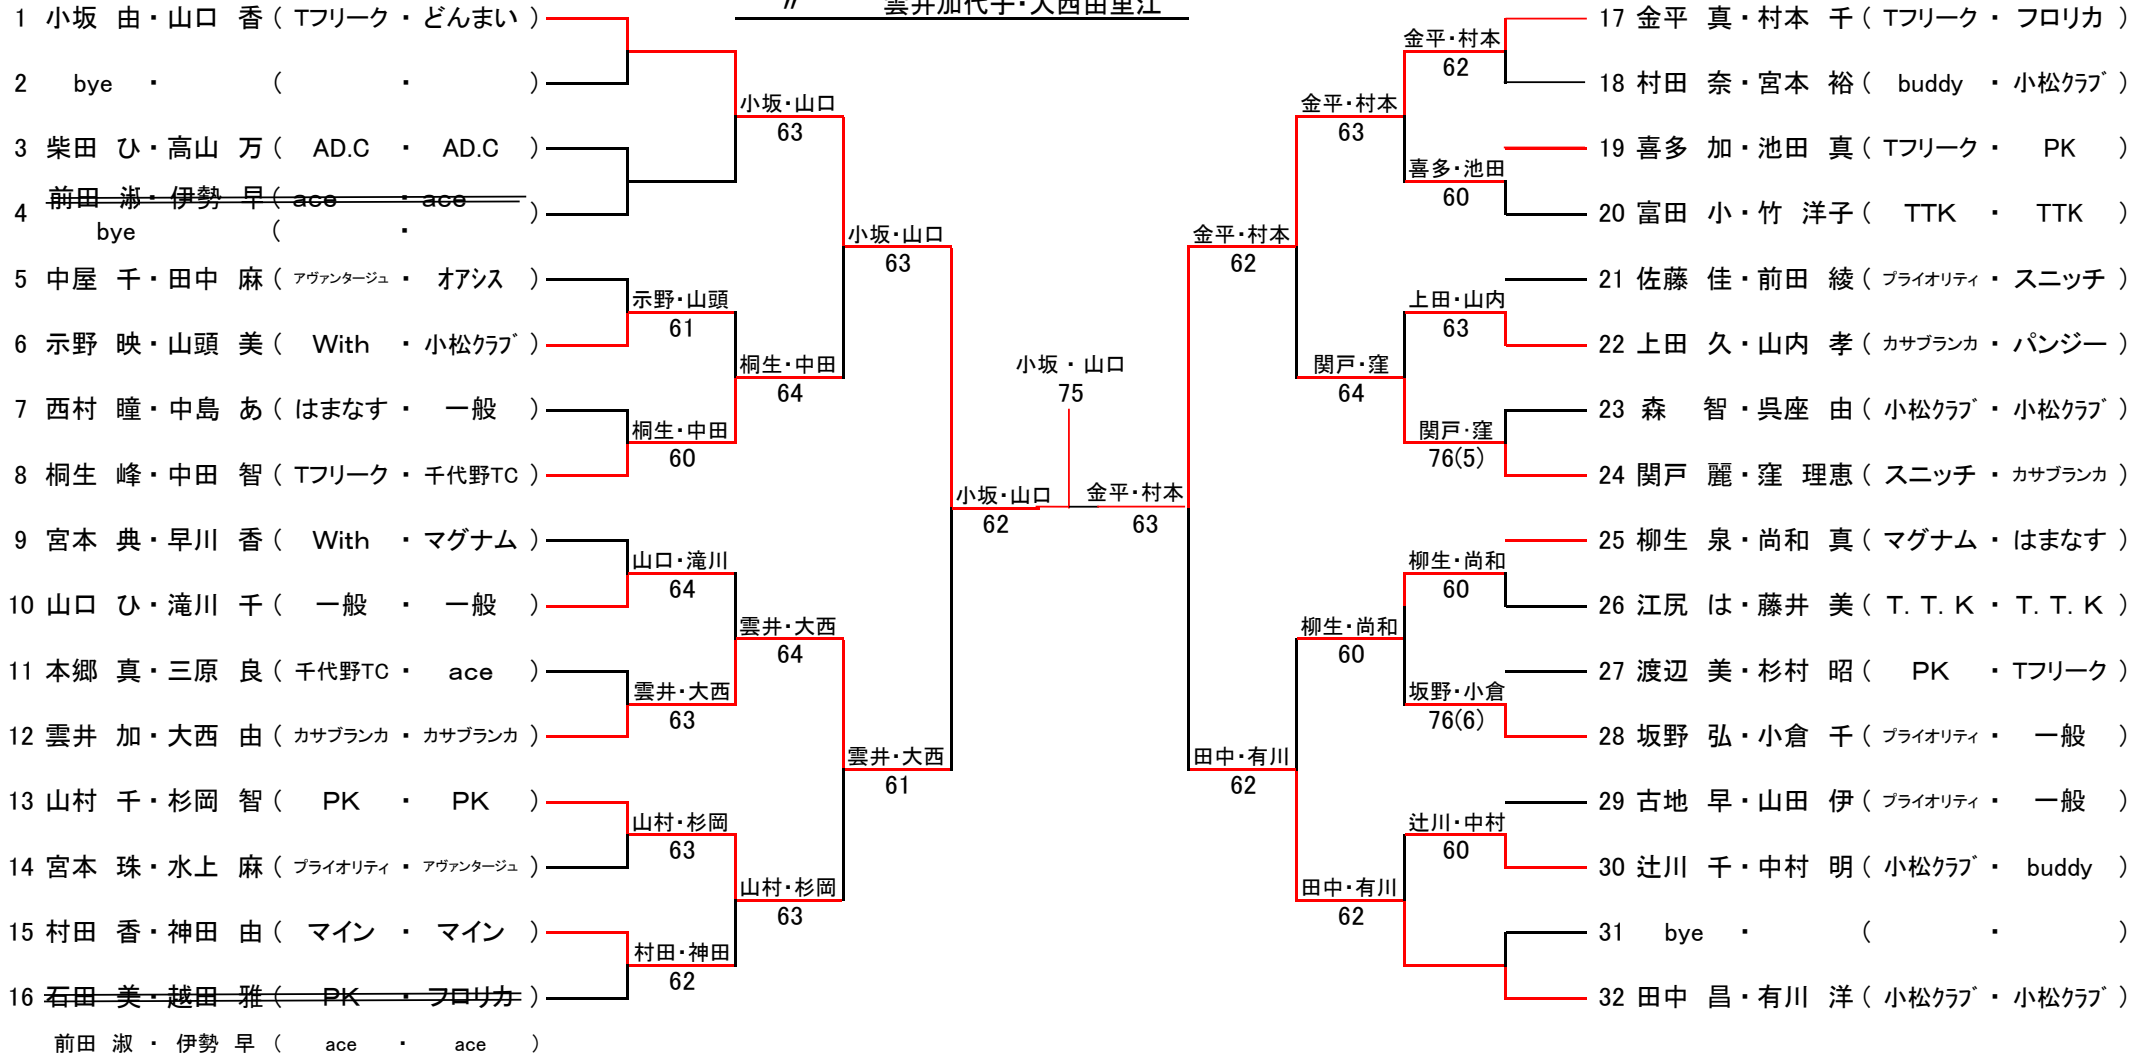 〃 雲井加代子・大西由里江
1 小坂 由・山口 香 ( Tフリーク ・ どんまい )
2 bye ・ ( ・ )
3 柴田 ひ・高山 万 ( AD.C ・ AD.C )
4 前田 淑・伊勢 早 ( ace ・ ace )
bye ( ・
5 中屋 千・田中 麻 ( アヴァンタージュ ・ オアシス )
6 示野 映・山頭 美 ( With ・ 小松クラブ )
7 西村 瞳・中島 あ ( はまなす ・ 一般 )
8 桐生 峰・中田 智 ( Tフリーク ・ 千代野TC )
9 宮本 典・早川 香 ( With ・ マグナム )
10 山口 ひ・滝川 千 ( 一般 ・ 一般 )
11 本郷 真・三原 良 ( 千代野TC ・ ace )
12 雲井 加・大西 由 ( カサブランカ ・ カサブランカ )
13 山村 千・杉岡 智 ( PK ・ PK )
14 宮本 珠・水上 麻 ( プライオリティ ・ アヴァンタージュ )
15 村田 香・神田 由 ( マイン ・ マイン )
16 石田 美・越田 雅 ( PK ・ フロリカ )
前田 淑 ・ 伊勢 早 ( ace ・ ace )
示野・山頭
61
桐生・中田
60
山口・滝川
64
雲井・大西
63
山村・杉岡
63
村田・神田
62
小坂・山口
63
桐生・中田
64
雲井・大西
64
山村・杉岡
63
小坂・山口
63
雲井・大西
61
小坂・山口
62
小坂 ・ 山口
75
金平・村本
63
金平・村本
62
田中・有川
62
金平・村本
63
関戸・窪
64
柳生・尚和
60
田中・有川
62
金平・村本
62
喜多・池田
60
上田・山内
63
関戸・窪
76(5)
柳生・尚和
60
坂野・小倉
76(6)
辻川・中村
60
17 金平 真・村本 千 ( Tフリーク ・ フロリカ )
18 村田 奈・宮本 裕 ( buddy ・ 小松クラブ )
19 喜多 加・池田 真 ( Tフリーク ・ PK )
20 富田 小・竹 洋子 ( TTK ・ TTK )
21 佐藤 佳・前田 綾 ( プライオリティ ・ スニッチ )
22 上田 久・山内 孝 ( カサブランカ ・ パンジー )
23 森 智・呉座 由 ( 小松クラブ ・ 小松クラブ )
24 関戸 麗・窪 理恵 ( スニッチ ・ カサブランカ )
25 柳生 泉・尚和 真 ( マグナム ・ はまなす )
26 江尻 は・藤井 美 ( T. T. K ・ T. T. K )
27 渡辺 美・杉村 昭 ( PK ・ Tフリーク )
28 坂野 弘・小倉 千 ( プライオリティ ・ 一般 )
29 古地 早・山田 伊 ( プライオリティ ・ 一般 )
30 辻川 千・中村 明 ( 小松クラブ ・ buddy )
31 bye ・ ( ・ )
32 田中 昌・有川 洋 ( 小松クラブ ・ 小松クラブ )